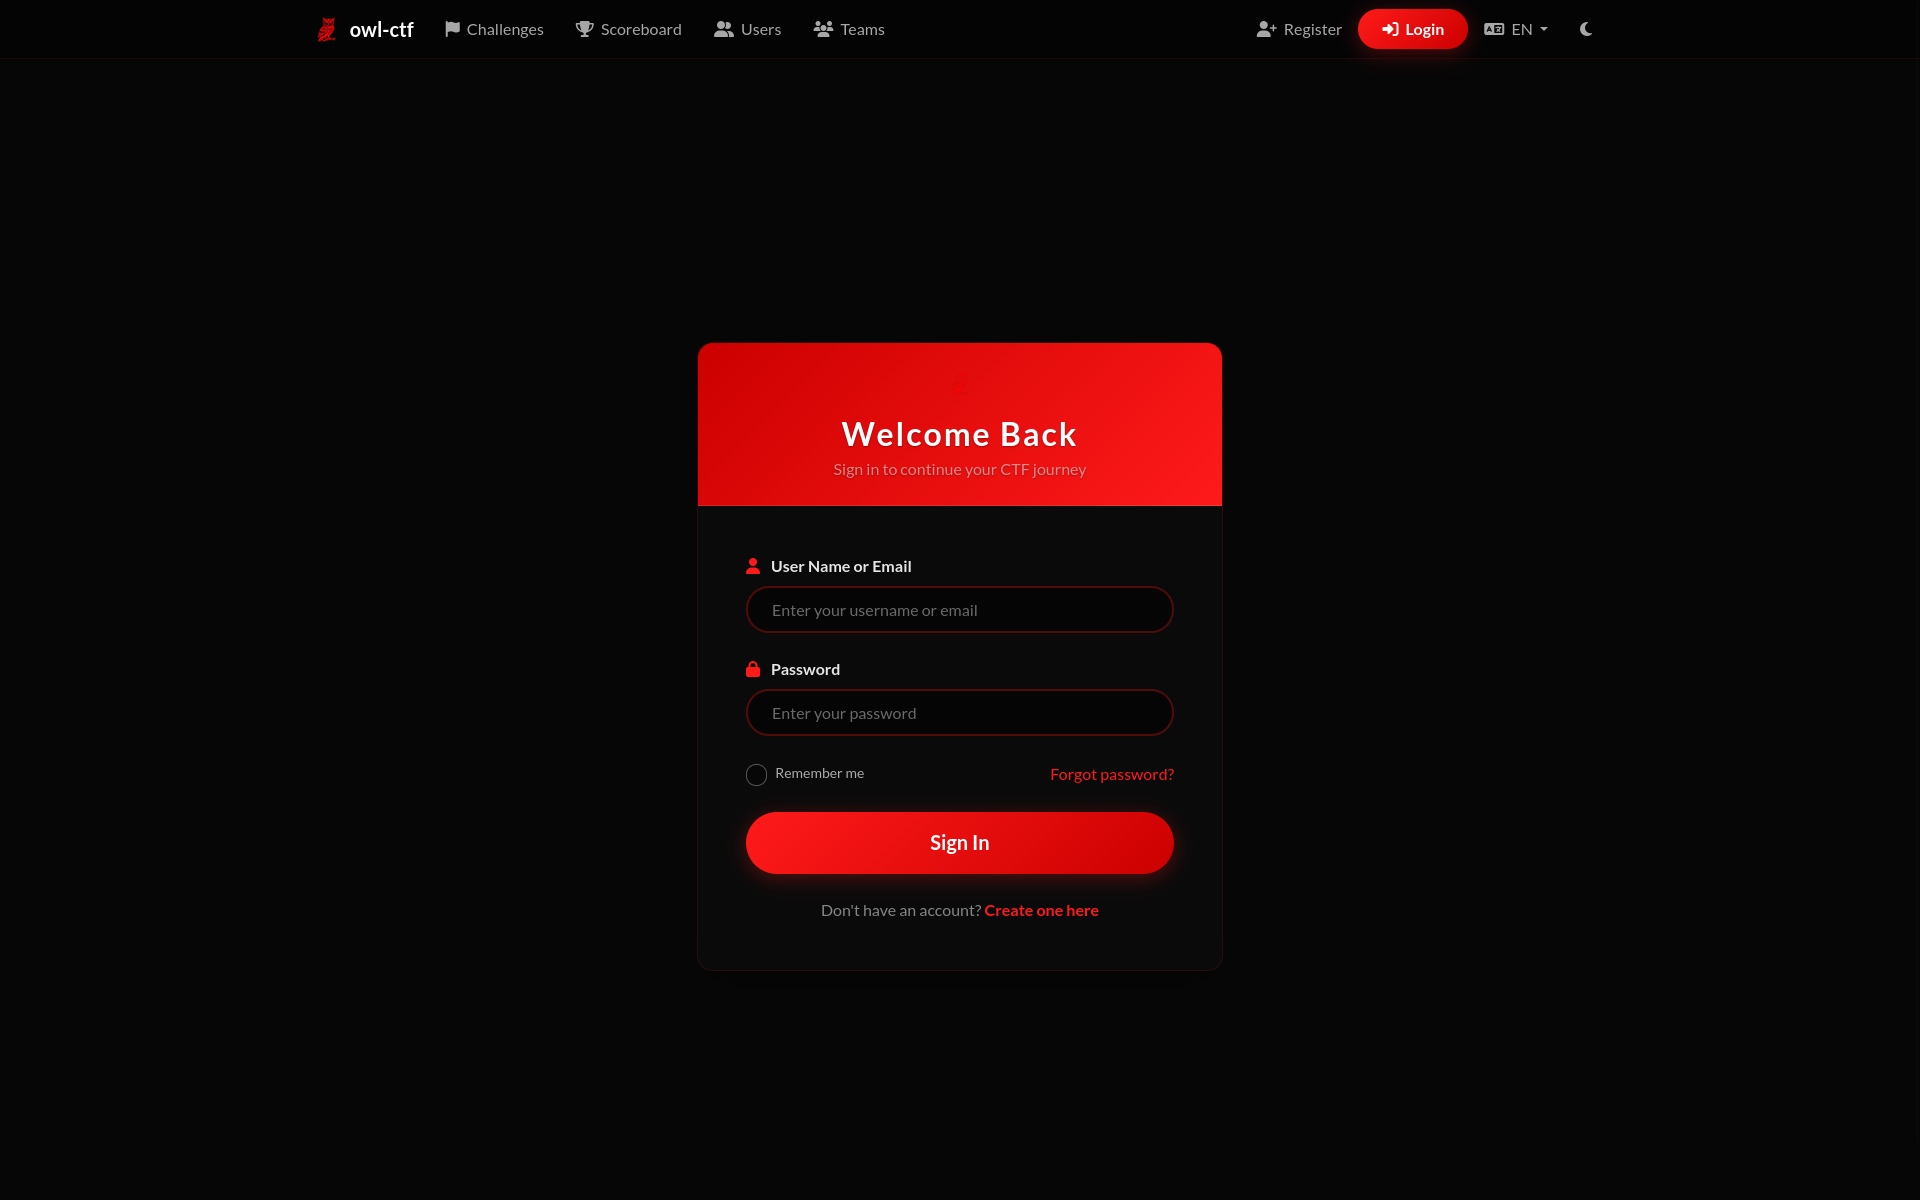 owl-ctf Challenges Scoreboard Users Teams Register Login EN
Welcome Back
Sign in to continue your CTF journey
User Name or Email
Enter your username or email
Password
Enter your password
Remember me Forgot password?
Sign In
Don't have an account? Create one here